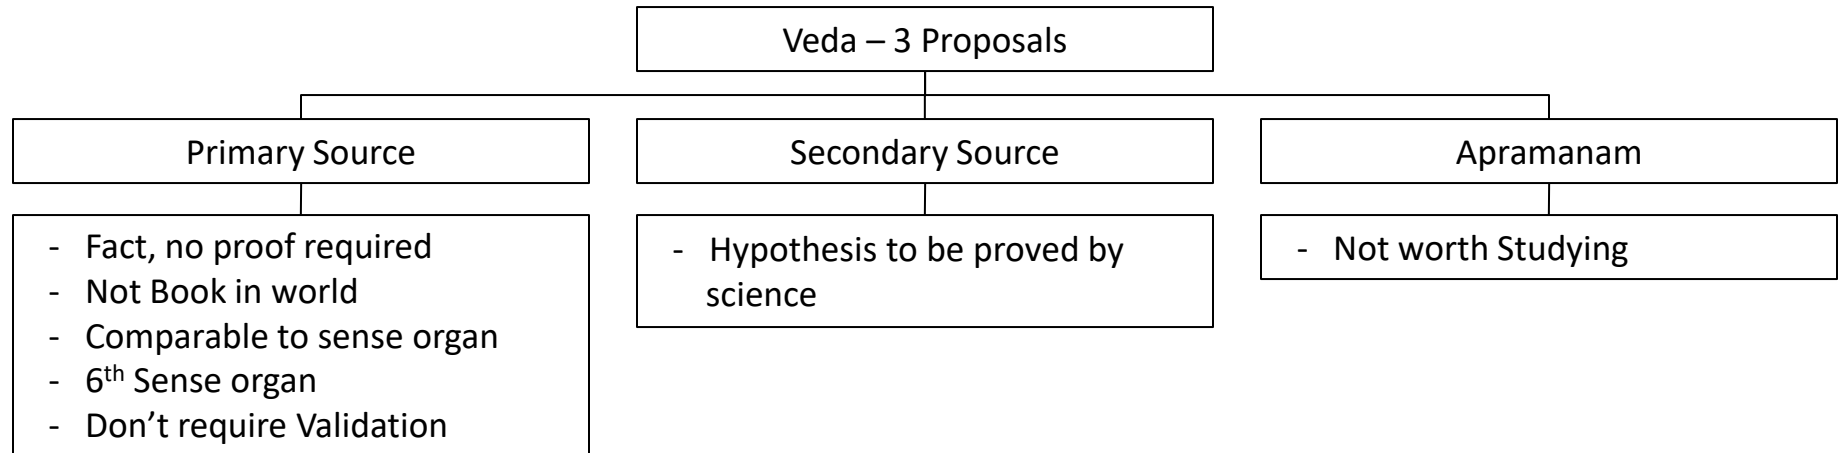 Veda – 3 Proposals
Primary Source
Secondary Source
Apramanam
- Fact, no proof required
- Not Book in world
- Comparable to sense organ
- 6th Sense organ
- Don’t require Validation
- Hypothesis to be proved by
science
- Not worth Studying